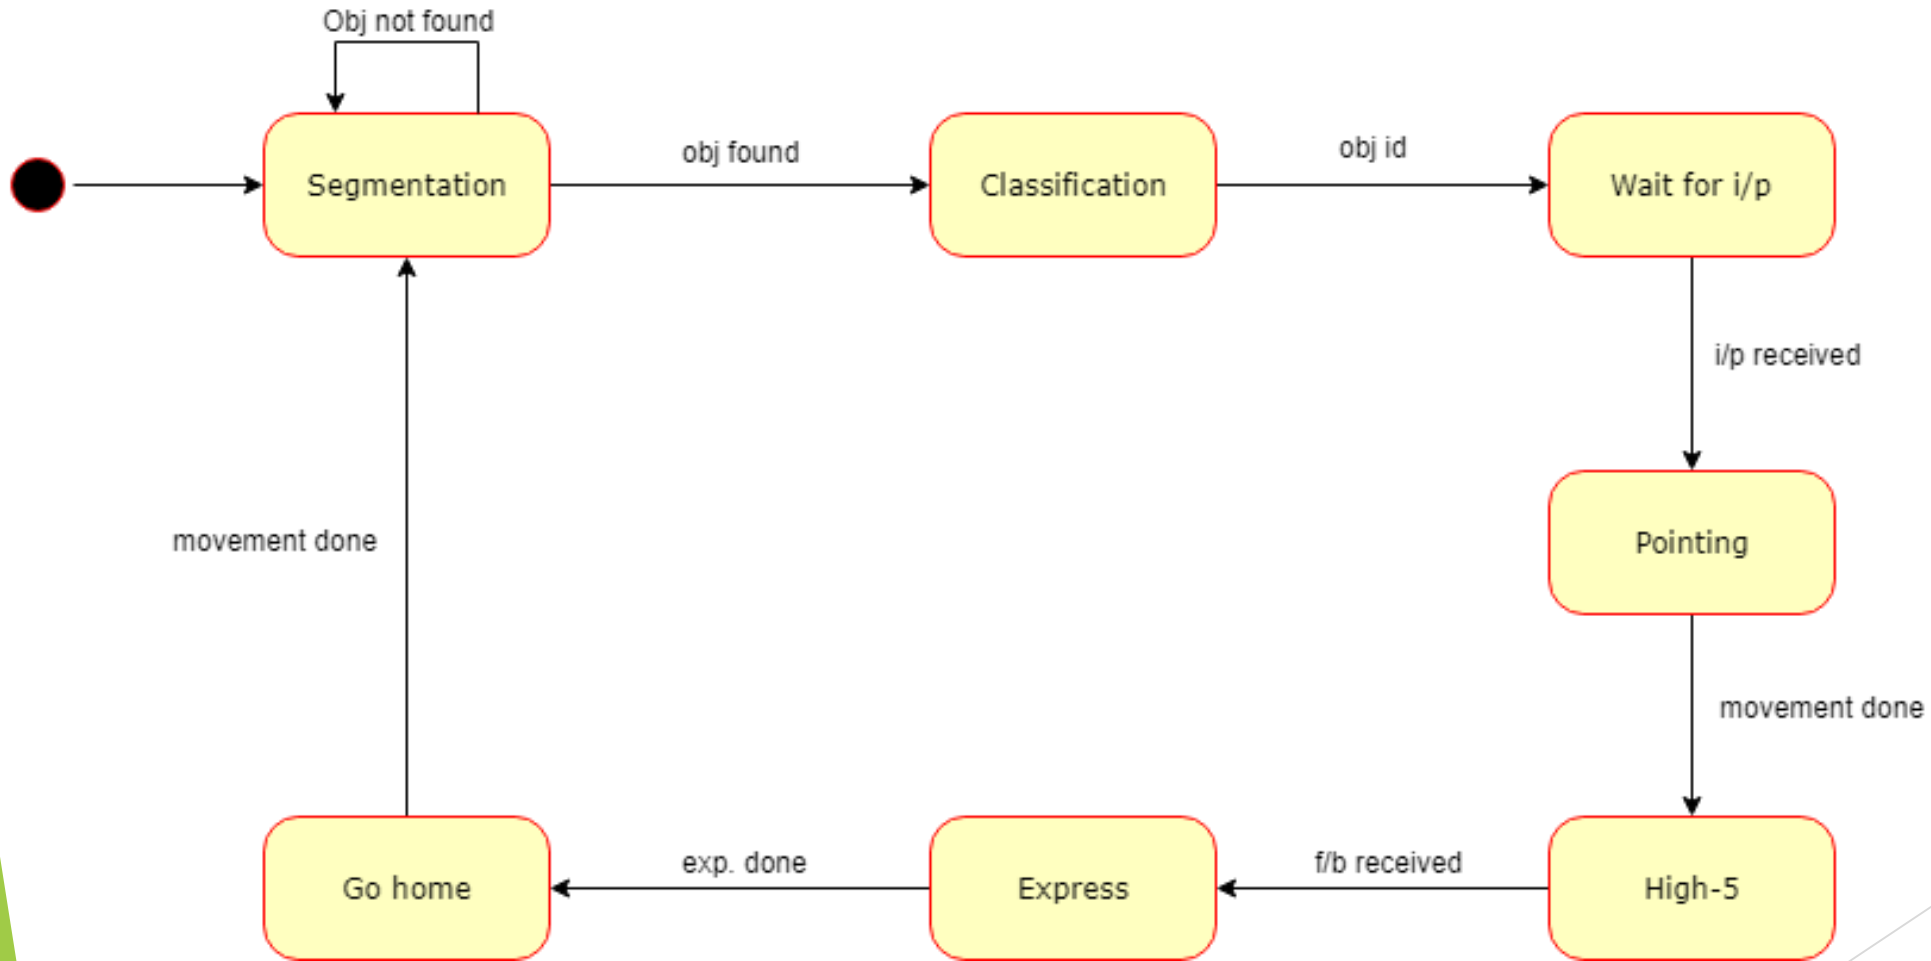 Obj not found
Segmentation
obj found
Classification
obj id
Wait for i/p
i/p received
Pointing
movement done
High-5
f/b received
Express
exp. done
Go home
movement done